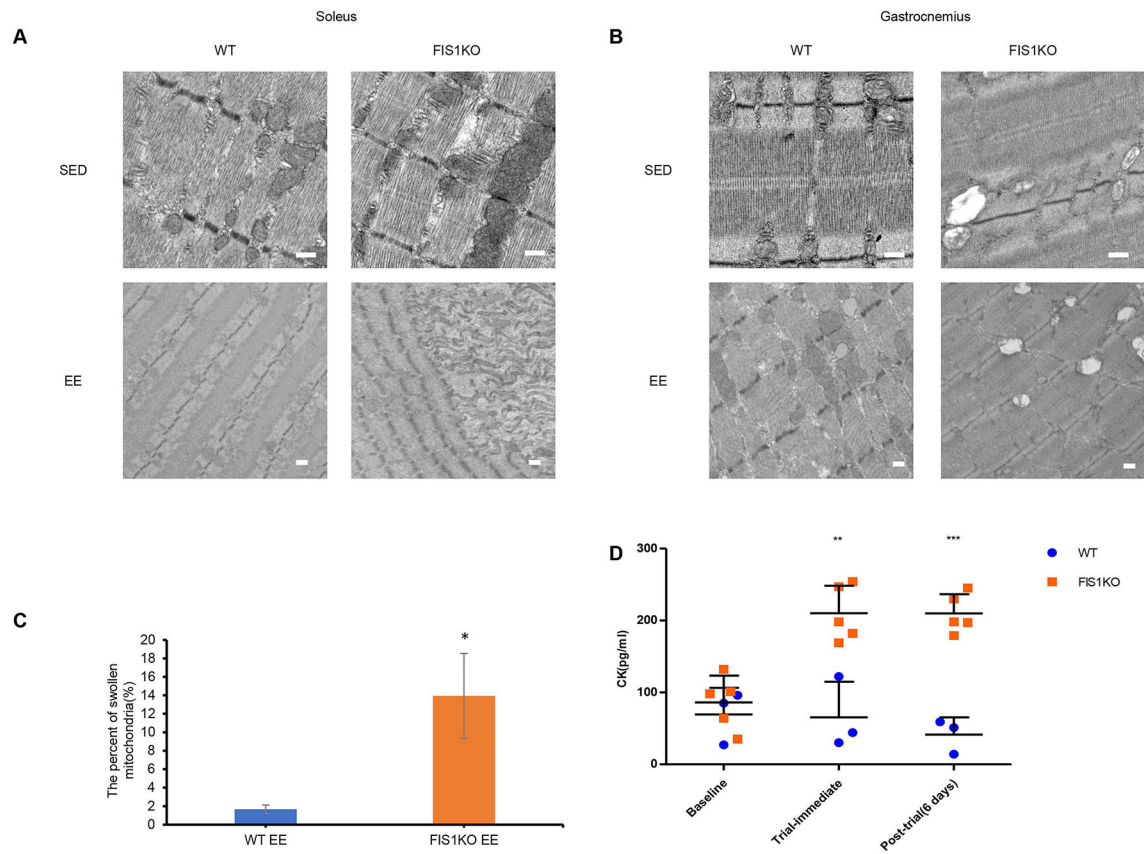 Soleus
Gastrocnemius
A
B
WT
FIS1KO
WT
FIS1KO
SED
SED
EE
EE
C
The percent of swollen
mitochondria(%)
20
18
16
14
12
10
8
6
4
2
0
*
WT EE
FIS1KO EE
D
CK(pg/ml)
300
200
100
0
**
***
WT
FIS1KO
Baseline
Trial-immediate
Post-trial(6 days)